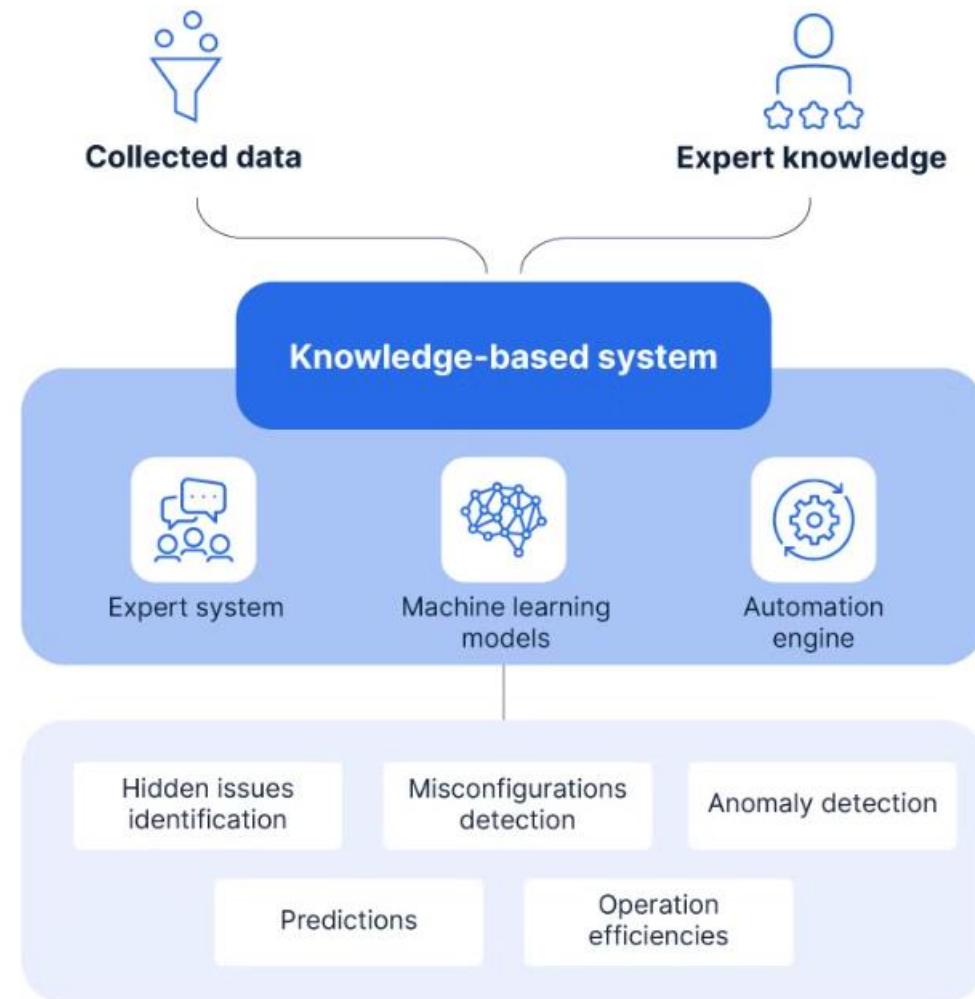 Collected data
Expert knowledge
Knowledge-based system
Expert system
Machine learning
models
Automation
engine
Hidden issues
identification
Misconfigurations
detection
Anomaly detection
Predictions
Operation
efficiencies